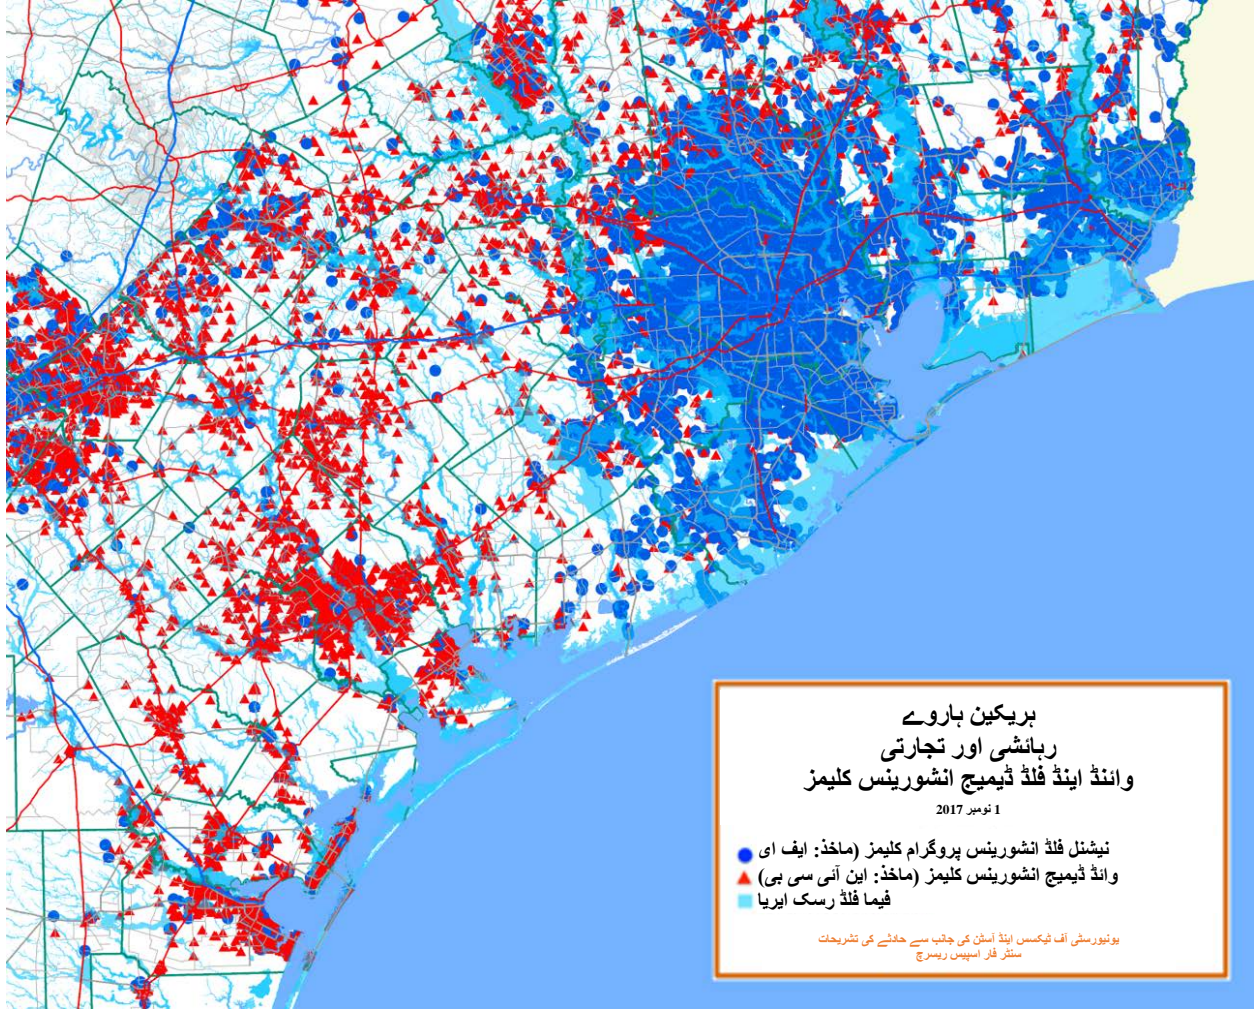 ہریکین ہاروے
رہائشی اور تجارتی
وائنڈ اینڈ فلڈ ڈیمیج انشورینس کلیمز
1 نومبر 2017
نیشنل فلڈ انشورینس پروگرام کلیمز (ماخذ: ایف ای
وائڈ ڈیمیج انشورینس کلیمز (ماخذ: این آئی سی بی)
فیما فلڈ رسک ایریا
یونیورسٹی آف ٹیکسس اینڈ آسٹن کی جانب سے حادثے کی تشریحات
سنٹر فار اسپیس ریسرچ